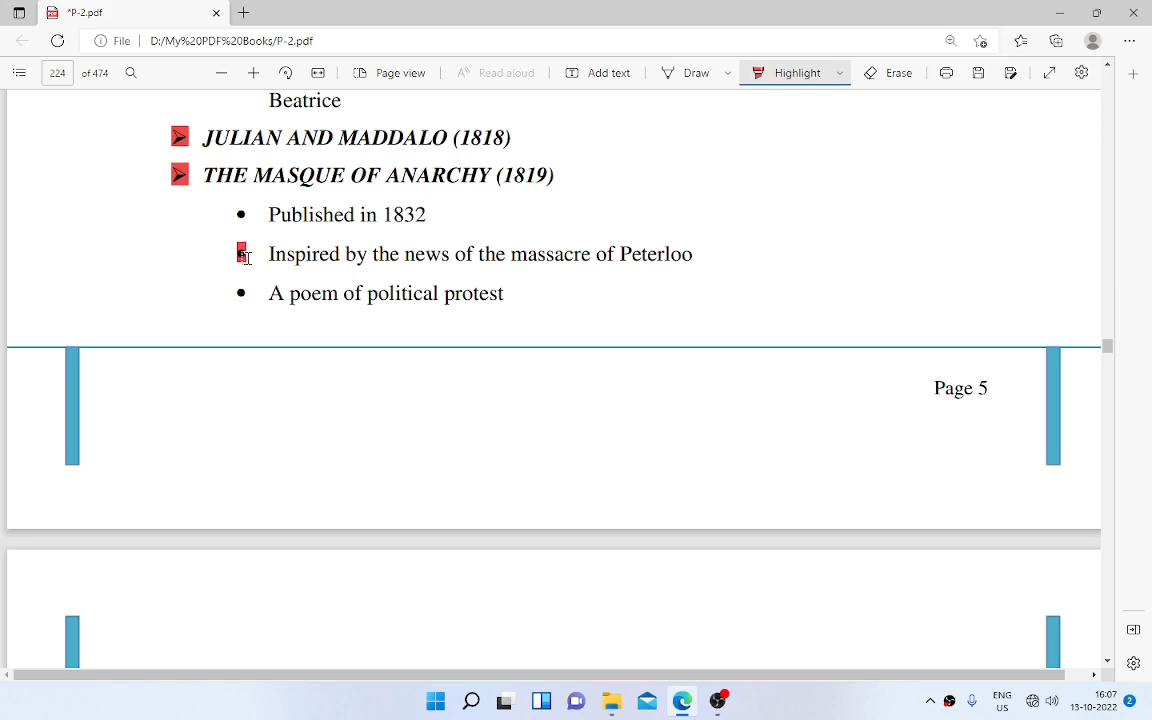 *P-2.pdf
File | D:/My%20PDF%20Books/P-2.pdf
224 of 474 Page view Read aloud Add text Draw Highlight Erase
Beatrice
➢ JULIAN AND MADDALO (1818)
➢ THE MASQUE OF ANARCHY (1819)
• Published in 1832
• Inspired by the news of the massacre of Peterloo
• A poem of political protest
Page 5
ENG 16:07
US 13-10-2022 2